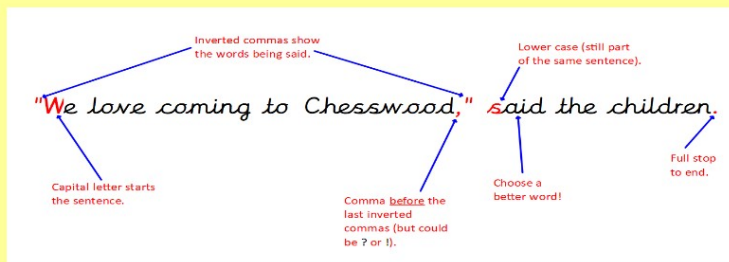 Inverted commas show
the words being said.
Lower case (still part
of the same sentence).
"We love coming to Chesswood," said the children.
Capital letter starts
the sentence.
Comma before the
last inverted
commas (but could
be ? or !).
Choose a
better word!
Full stop
to end.